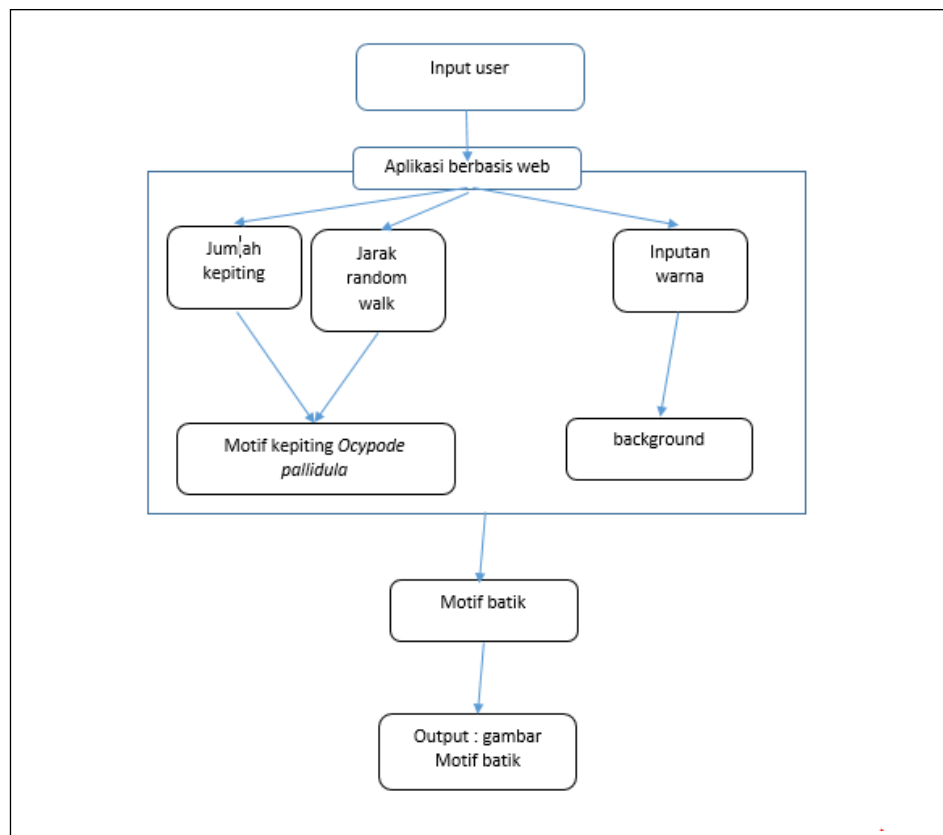 Input user
Aplikasi berbasis web
Jumlah
kepiting
Jarak
random
walk
Inputan
warna
Motif kepiting Ocypode
pallidula
background
Motif batik
Output : gambar
Motif batik